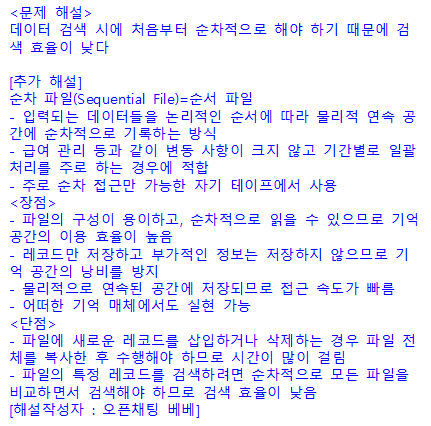 <문제 해설>
데이터 검색 시에 처음부터 순차적으로 해야 하기 때문에 검
색 효율이 낮다

[추가 해설]
순차 파일(Sequential File)=순서 파일
- 입력되는 데이터들을 논리적인 순서에 따라 물리적 연속 공
간에 순차적으로 기록하는 방식
- 급여 관리 등과 같이 변동 사항이 크지 않고 기간별로 일괄
처리를 주로 하는 경우에 적합
- 주로 순차 접근만 가능한 자기 테이프에서 사용
<장점>
- 파일의 구성이 용이하고, 순차적으로 읽을 수 있으므로 기억
공간의 이용 효율이 높음
- 레코드만 저장하고 부가적인 정보는 저장하지 않으므로 기
억 공간의 낭비를 방지
- 물리적으로 연속된 공간에 저장되므로 접근 속도가 빠름
- 어떠한 기억 매체에서도 실현 가능
<단점>
- 파일에 새로운 레코드를 삽입하거나 삭제하는 경우 파일 전
체를 복사한 후 수행해야 하므로 시간이 많이 걸림
- 파일의 특정 레코드를 검색하려면 순차적으로 모든 파일을
비교하면서 검색해야 하므로 검색 효율이 낮음
[해설작성자 : 오픈채팅 베베]